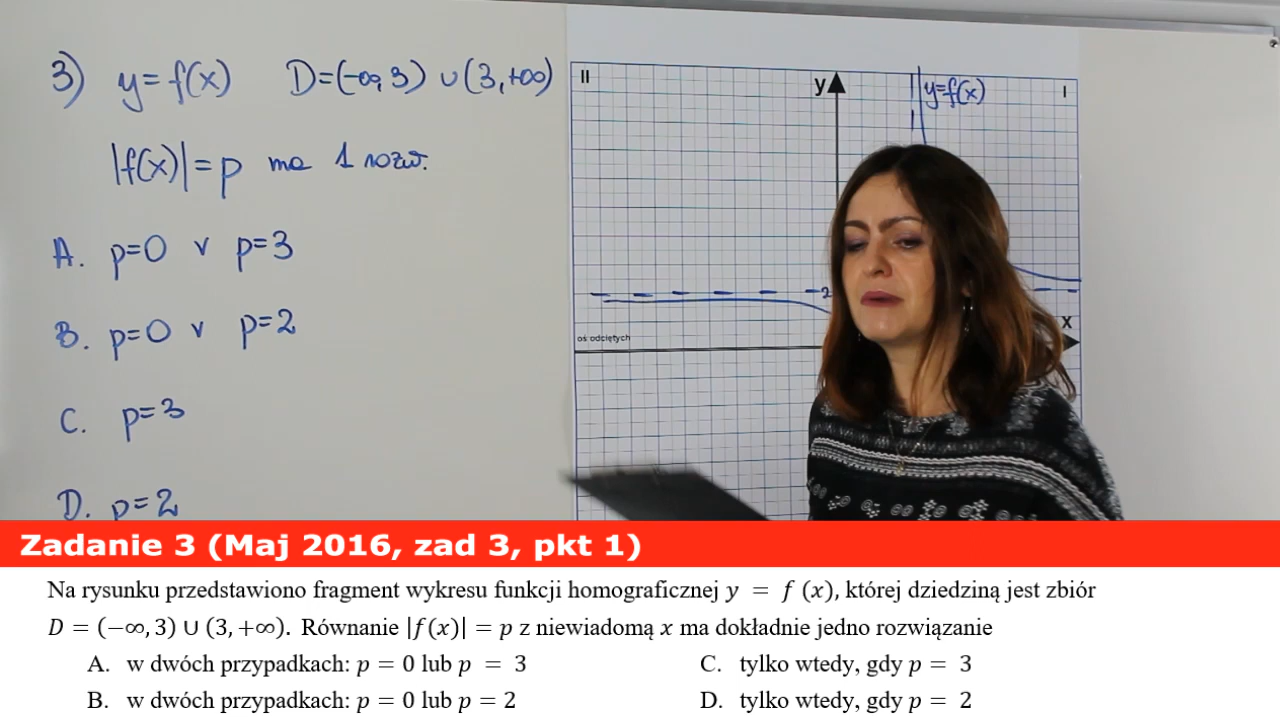 3) y=f(x) D=(-∞, 3) ∪ (3, +∞)
|f(x)|=p ma 1 rozw.
A. p=0 ∨ p=3
B. p=0 ∨ p=2
C. p=3
D. p=2
II
y
y=f(x)
I
2
x
oś odciętych
Zadanie 3 (Maj 2016, zad 3, pkt 1)
Na rysunku przedstawiono fragment wykresu funkcji homograficznej y = f (x), której dziedziną jest zbiór
D = (−∞, 3) ∪ (3, +∞). Równanie |f(x)| = p z niewiadomą x ma dokładnie jedno rozwiązanie
A. w dwóch przypadkach: p = 0 lub p = 3
B. w dwóch przypadkach: p = 0 lub p = 2
C. tylko wtedy, gdy p = 3
D. tylko wtedy, gdy p = 2